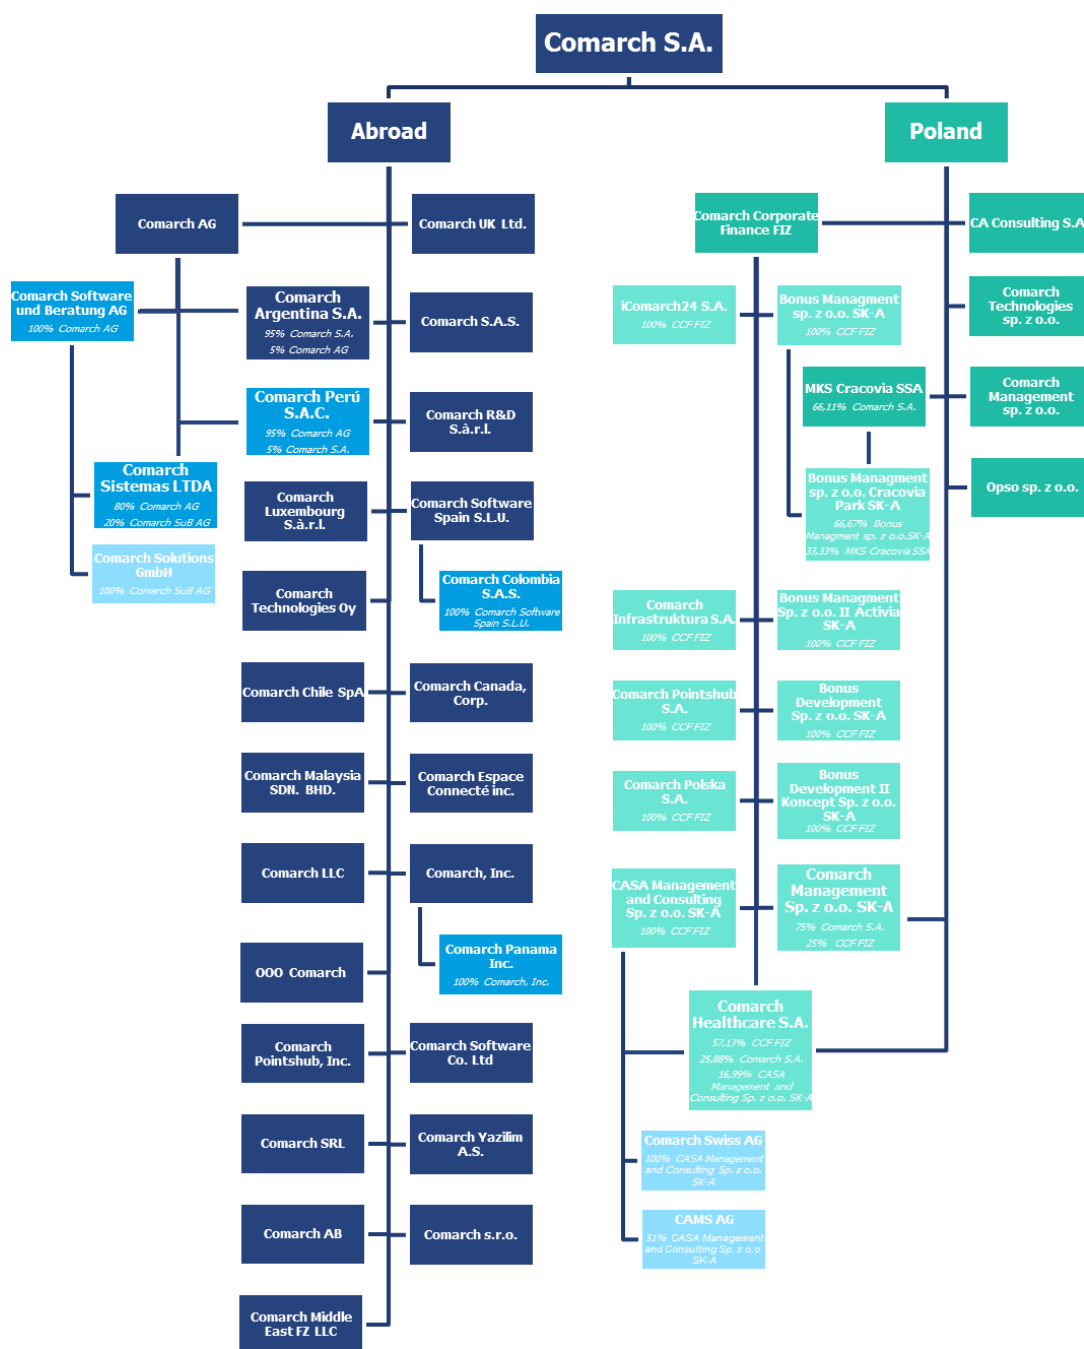 Comarch S.A.
Abroad
Poland
Comarch AG
Comarch UK Ltd.
Comarch Software
und Beratung AG
100% Comarch AG
Comarch
Argentina S.A.
95% Comarch S.A.
5% Comarch AG
Comarch S.A.S.
Comarch Perú
S.A.C.
95% Comarch AG
5% Comarch S.A.
Comarch R&D
S.à.r.l.
Comarch
Sistemas LTDA
80% Comarch AG
20% Comarch SuB AG
Comarch
Luxembourg
S.à.r.l.
Comarch Software
Spain S.L.U.
Comarch Solutions
GmbH
100% Comarch SuB AG
Comarch
Technologies Oy
Comarch Colombia
S.A.S.
100% Comarch Software
Spain S.L.U.
Comarch Chile SpA
Comarch Canada,
Corp.
Comarch Malaysia
SDN. BHD.
Comarch Espace
Connecté inc.
Comarch LLC
Comarch, Inc.
OOO Comarch
Comarch Panama
Inc.
100% Comarch, Inc.
Comarch
Pointshub, Inc.
Comarch Software
Co. Ltd
Comarch SRL
Comarch Yazilim
A.S.
Comarch AB
Comarch s.r.o.
Comarch Middle
East FZ LLC
Comarch Corporate
Finance FIZ
CA Consulting S.A
iComarch24 S.A.
100% CCF FIZ
Bonus Managment
sp. z o.o. SK-A
100% CCF FIZ
Comarch
Technologies
sp. z o.o.
MKS Cracovia SSA
66,11% Comarch S.A.
Comarch
Management
sp. z o.o.
Bonus Managment
sp. z o.o. Cracovia
Park SK-A
66,67% Bonus
Managment sp. z o.o.SK-A
33,33% MKS Cracovia SSA
Opso sp. z o.o.
Comarch
Infrastruktura S.A.
100% CCF FIZ
Bonus Managment
Sp. z o.o. II Activia
SK-A
100% CCF FIZ
Comarch Pointshub
S.A.
100% CCF FIZ
Bonus
Development
Sp. z o.o. SK-A
100% CCF FIZ
Comarch Polska
S.A.
100% CCF FIZ
Bonus
Development II
Koncept Sp. z o.o.
SK-A
100% CCF FIZ
CASA Management
and Consulting
Sp. z o.o. SK-A
100% CCF FIZ
Comarch
Management
Sp. z o.o. SK-A
75% Comarch S.A.
25% CCF FIZ
Comarch
Healthcare S.A.
57,13% CCF FIZ
25,88% Comarch S.A.
16,99% CASA
Management and
Consulting Sp. z o.o. SK-A
Comarch Swiss AG
100% CASA Management
and Consulting Sp. z o.o.
SK-A
CAMS AG
51% CASA Management
and Consulting Sp. z o.o.
SK-A